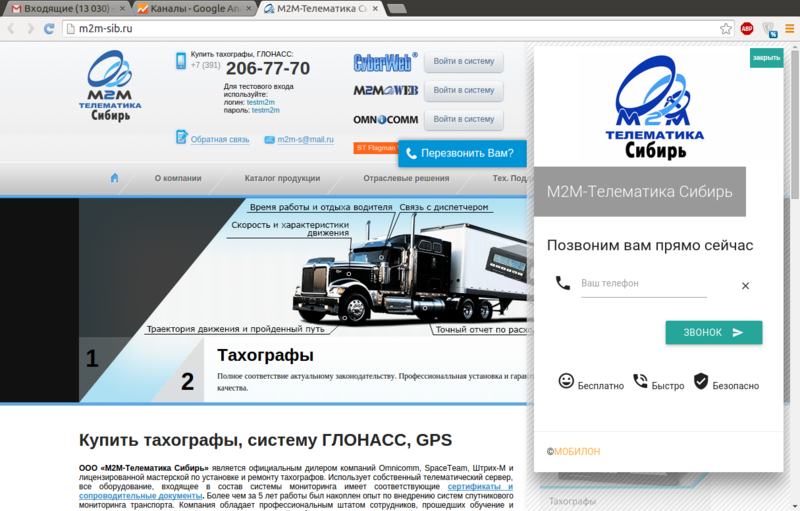 Входящие (13 030) -
Каналы - Google Ana
M2M-Телематика Си
m2m-sib.ru
ABP
M2M
ТЕЛЕМАТИКА
Сибирь
Купить тахографы, ГЛОНАСС:
+7 (391) 206-77-70
Для тестового входа
используйте:
логин: testm2m
пароль: testm2m
Обратная связь
m2m-s@mail.ru
CyberWeb®
Войти в систему
M2M WEB
Войти в систему
OMNICOMM
Войти в систему
ST Flagman
Перезвонить Вам?
О компании
Каталог продукции
Отраслевые решения
Тех. Под
Время работы и отдыха водителя
Связь с диспетчером
Скорость и характеристики
движения
Траектория движения и пройденный путь
Точный отчет по расхо
1
2
Тахографы
Полное соответствие актуальному законодательству. Профессиональная установка и гаран
качества.
Купить тахографы, систему ГЛОНАСС, GPS
ООО «М2М-Телематика Сибирь» является официальным дилером компаний Omnicomm, SpaceTeam, Штрих-М и
лицензированной мастерской по установке и ремонту тахографов. Использует собственный телематический сервер,
все оборудование, входящее в состав системы мониторинга имеет соответствующие сертификаты и
сопроводительные документы. Более чем за 5 лет работы был накоплен опыт по внедрению систем спутникового
мониторинга транспорта. Компания обладает профессиональным штатом сотрудников, прошедших обучение и
закрыть
M2M
ТЕЛЕМАТИКА
Сибирь
M2M-Телематика Сибирь
Позвоним вам прямо сейчас
Ваш телефон
ЗВОНОК
Бесплатно
Быстро
Безопасно
©МОБИЛОН
Тахографы